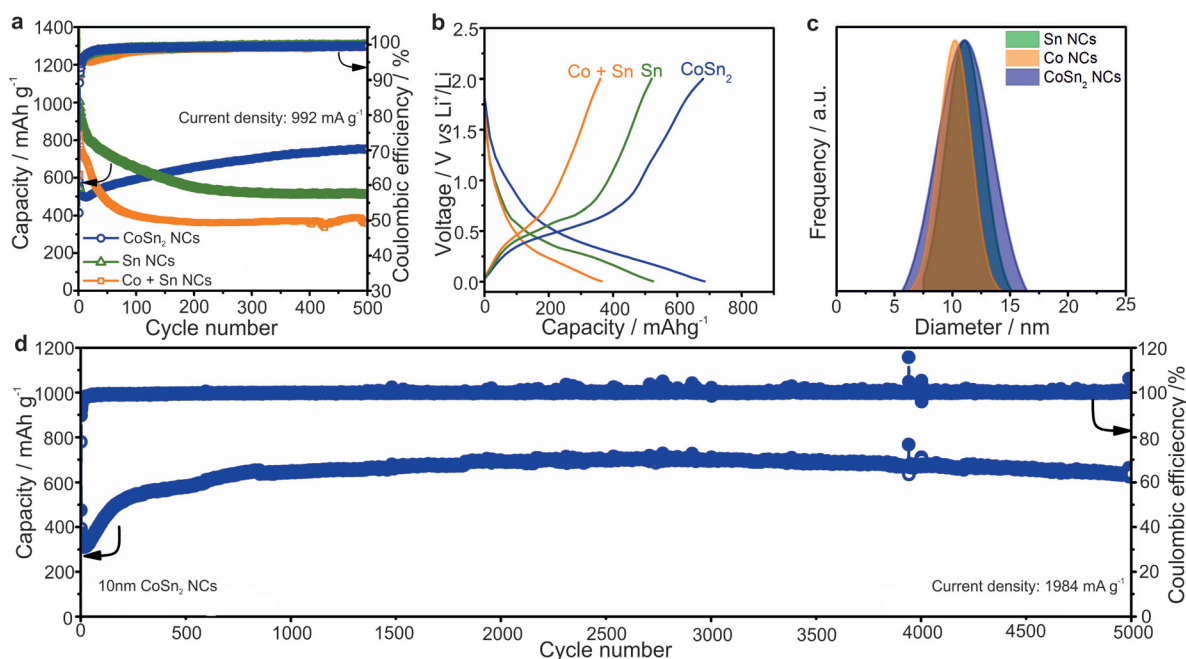 a
1400
1200
1000
800
600
400
200
0
Capacity / mAh g⁻¹
100
90
80
70
60
50
40
30
Coulombic efficiency / %
Current density: 992 mA g⁻¹
CoSn₂ NCs
Sn NCs
Co + Sn NCs
0 100 200 300 400 500
Cycle number
b
2.5
2.0
1.5
1.0
0.5
0.0
Voltage / V vs Li⁺/Li
Co + Sn
Sn
CoSn₂
0 200 400 600 800
Capacity / mAhg⁻¹
c
Frequency / a.u.
Sn NCs
Co NCs
CoSn₂ NCs
0 5 10 15 20 25
Diameter / nm
d
1200
1000
800
600
400
200
0
Capacity / mAh g⁻¹
120
100
80
60
40
20
0
Coulombic efficiecncy /%
10nm CoSn₂ NCs
Current density: 1984 mA g⁻¹
0 500 1000 1500 2000 2500 3000 3500 4000 4500 5000
Cycle number